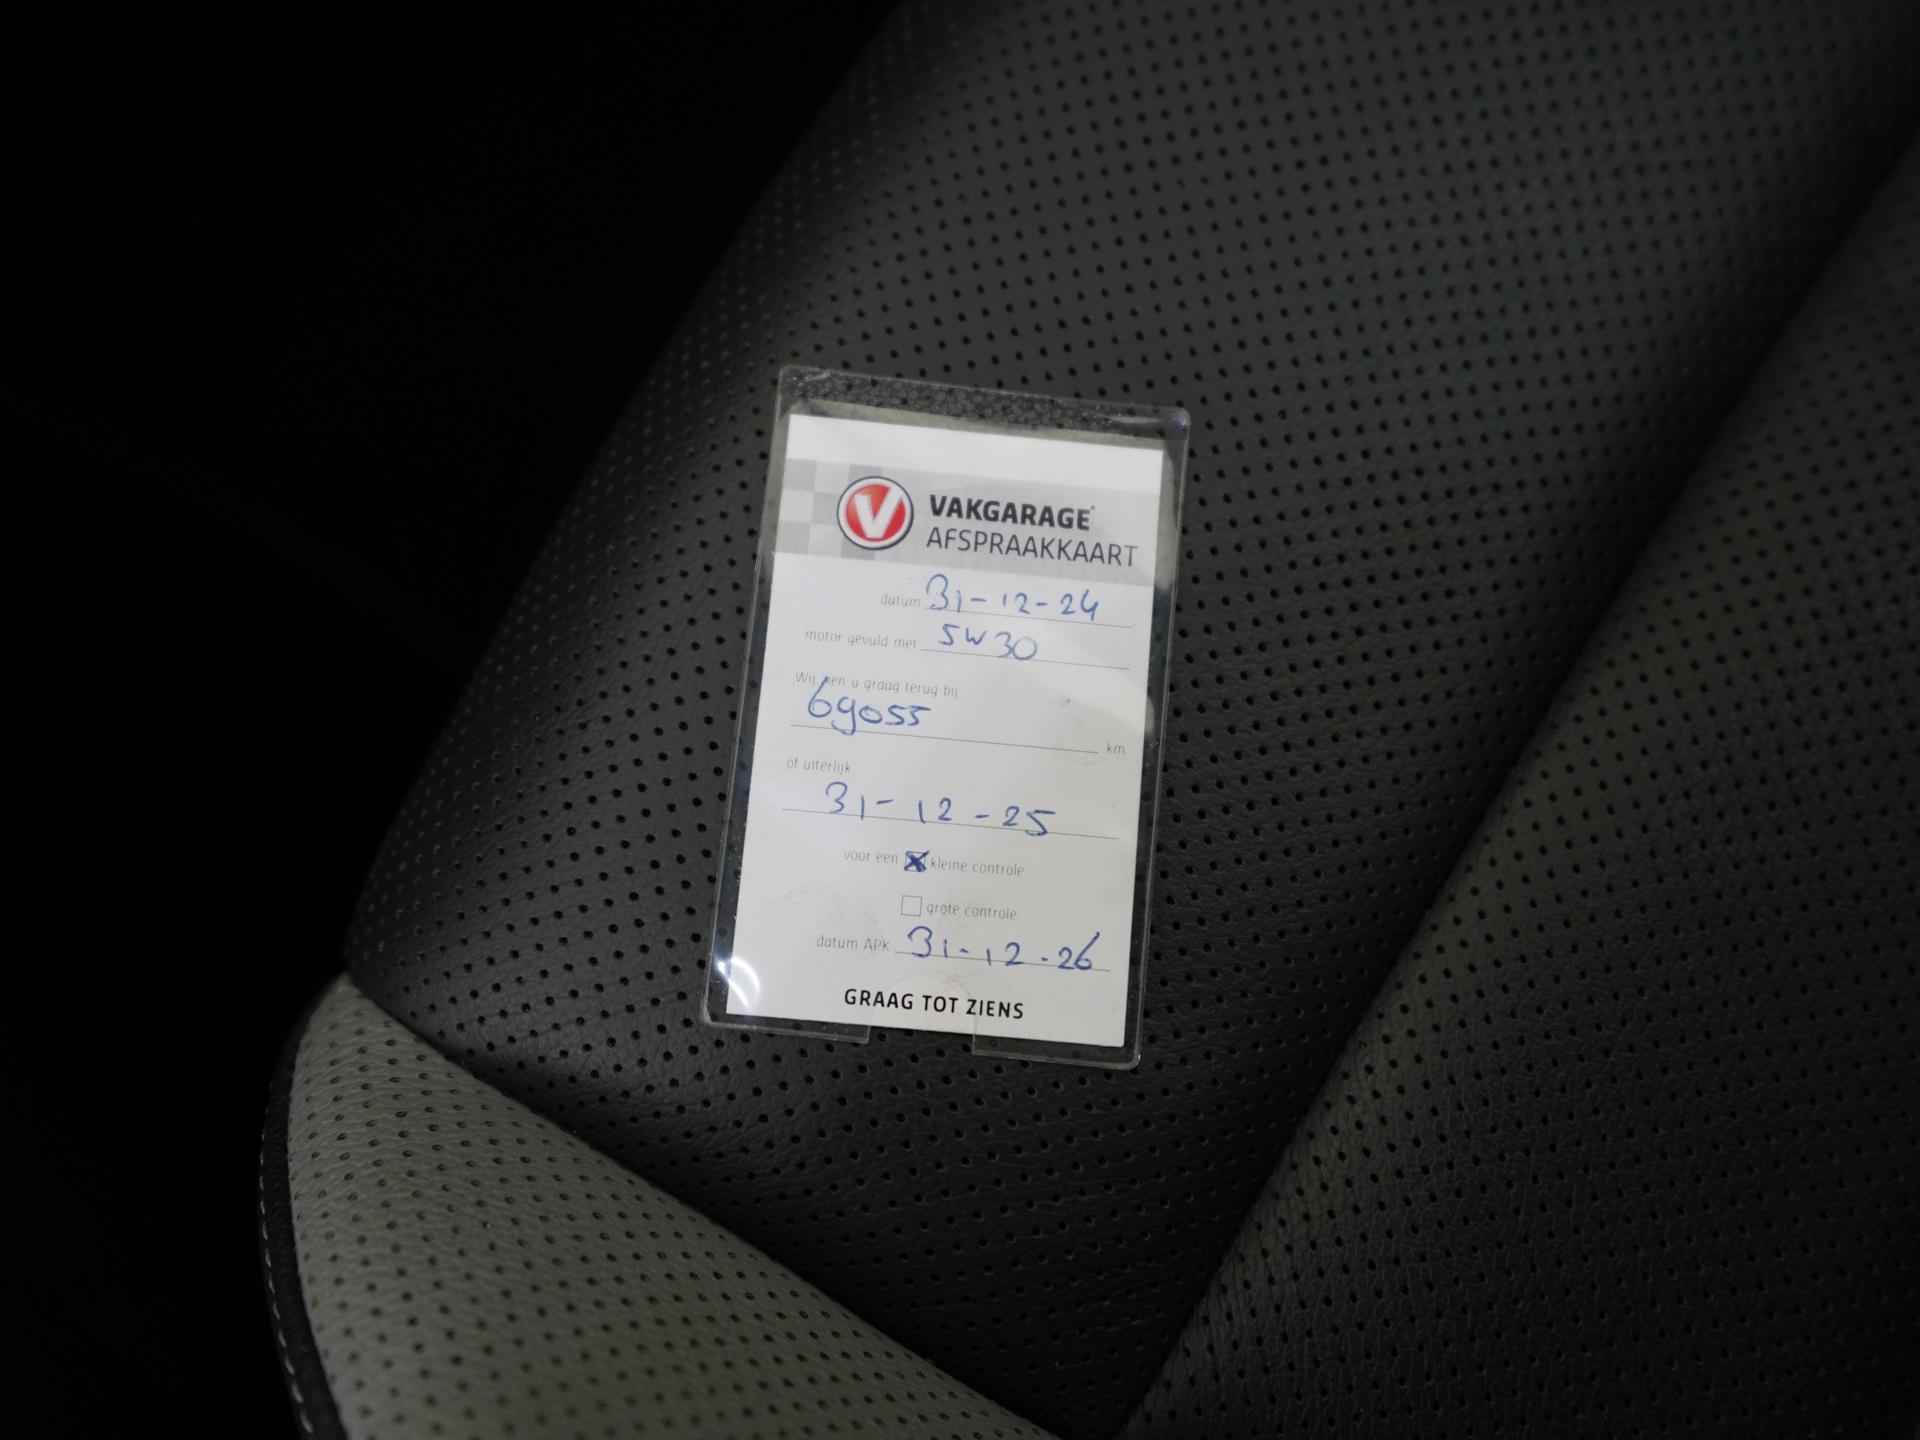 V VAKGARAGE®
AFSPRAAKKAART
datum 31-12-24
motor gevuld met 5W30
Wij zien u graag terug bij
69055 km
of uiterlijk
31-12-25
voor een kleine controle
grote controle
datum APK 31-12-26
GRAAG TOT ZIENS